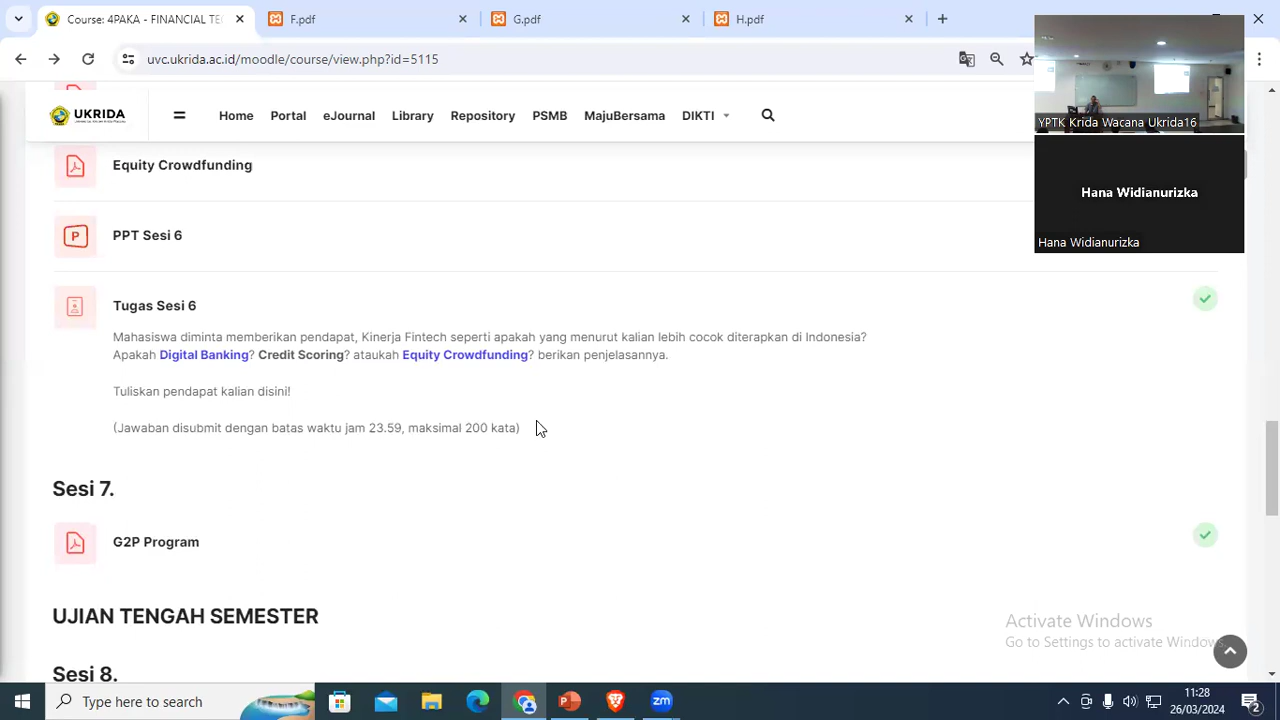 Course: 4PAKA - FINANCIAL TE
F.pdf
G.pdf
H.pdf
uvc.ukrida.ac.id/moodle/course/view.php?id=5115
UKRIDA
Home
Portal
eJournal
Library
Repository
PSMB
MajuBersama
DIKTI
YPTK Krida Wacana Ukrida16
Hana Widianurizka
Hana Widianurizka
Equity Crowdfunding
PPT Sesi 6
Tugas Sesi 6
Mahasiswa diminta memberikan pendapat, Kinerja Fintech seperti apakah yang menurut kalian lebih cocok diterapkan di Indonesia?
Apakah Digital Banking? Credit Scoring? ataukah Equity Crowdfunding? berikan penjelasannya.
Tuliskan pendapat kalian disini!
(Jawaban disubmit dengan batas waktu jam 23.59, maksimal 200 kata)
Sesi 7.
G2P Program
UJIAN TENGAH SEMESTER
Sesi 8.
Activate Windows
Go to Settings to activate Windows.
Type here to search
11:28
26/03/2024
2